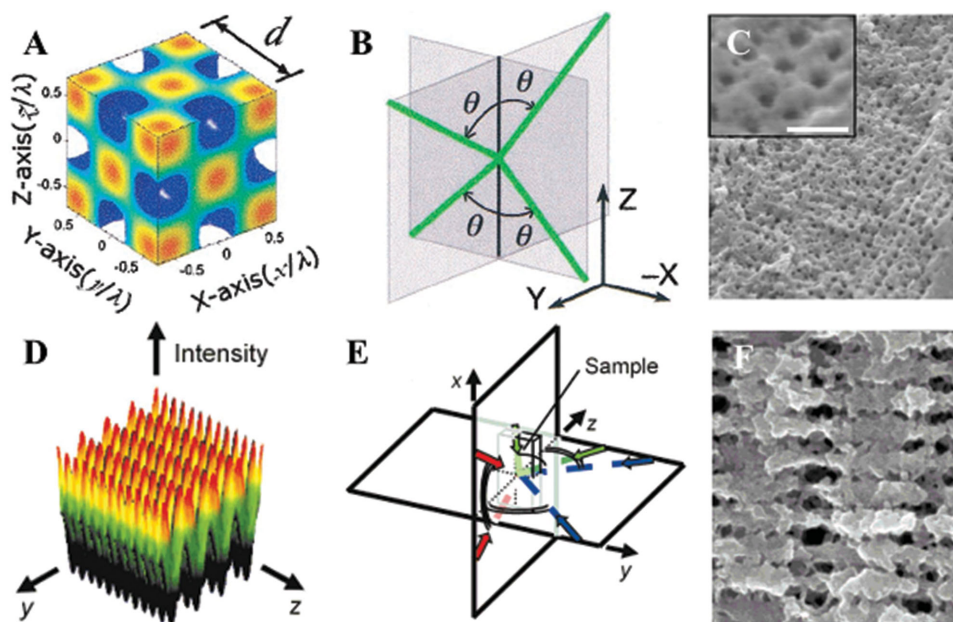 A
d
Z-axis(z/λ)
0.5
0
-0.5
Y-axis(y/λ)
0.5
0
-0.5
X-axis(x/λ)
-0.5
0
0.5
B
θ
θ
θ
θ
Z
Y
–X
C
D
Intensity
y
z
E
x
Sample
z
y
F